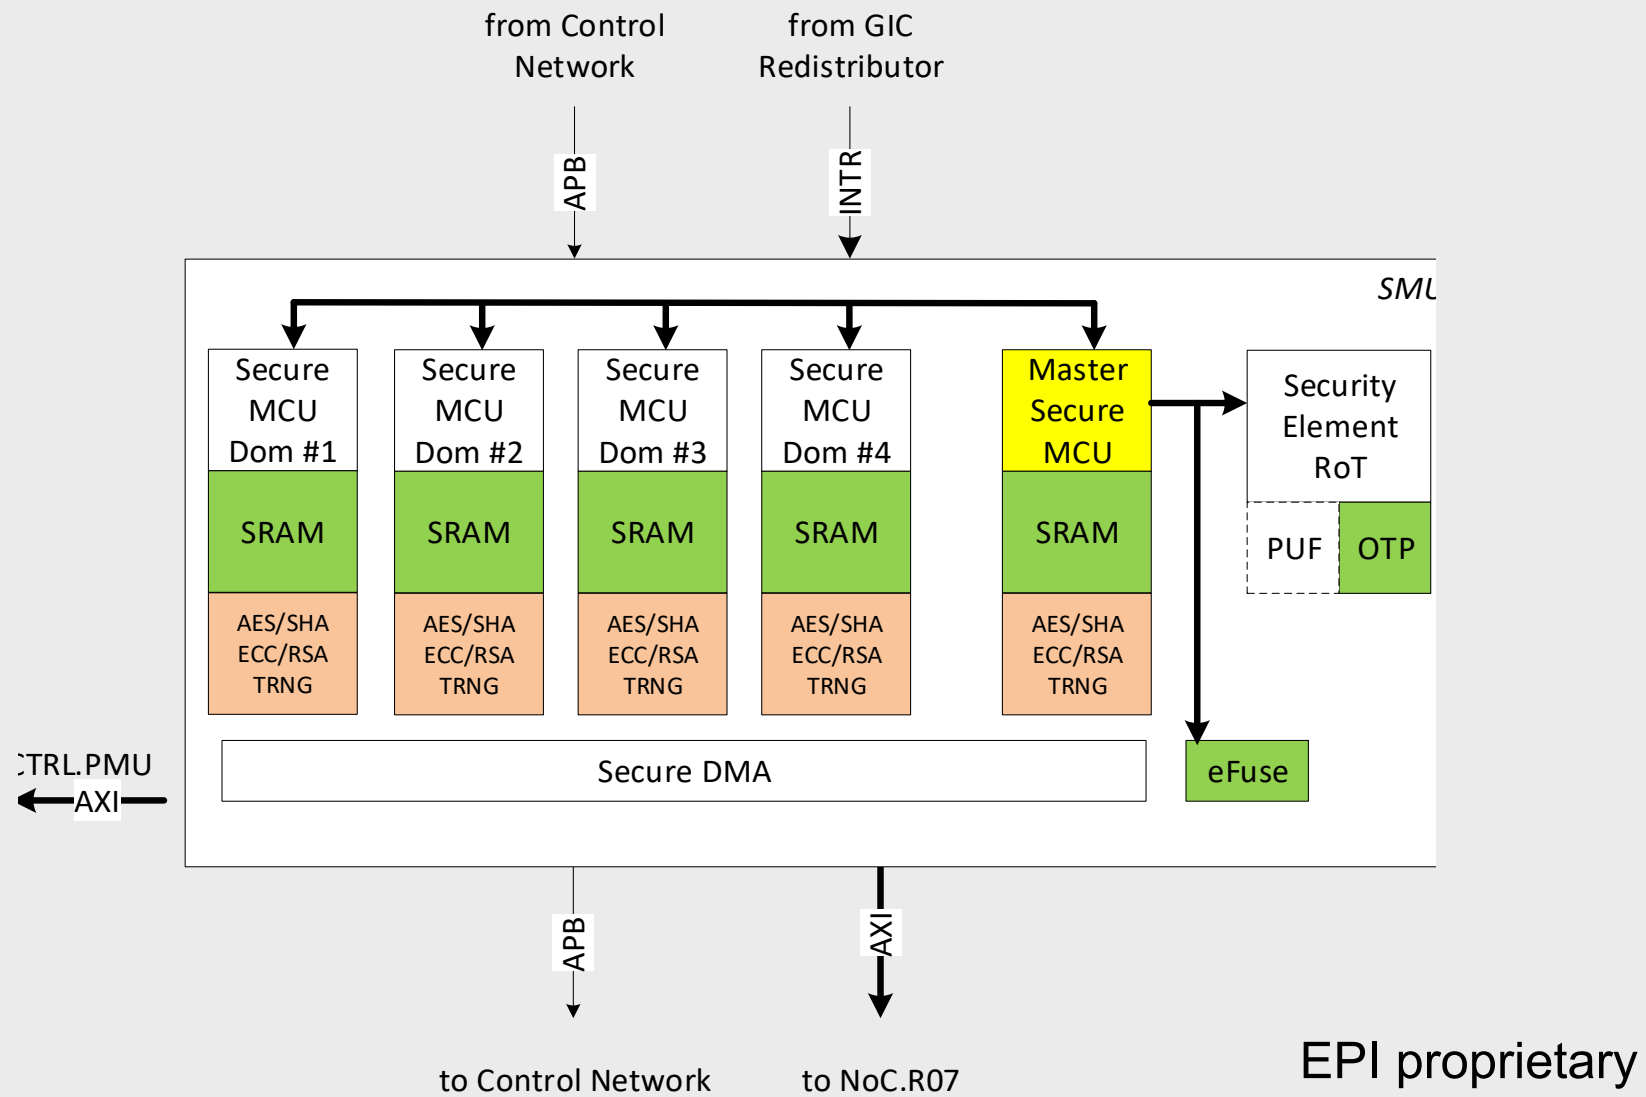 from Control
Network
from GIC
Redistributor
APB
INTR
SMU
Secure
MCU
Dom #1
Secure
MCU
Dom #2
Secure
MCU
Dom #3
Secure
MCU
Dom #4
Master
Secure
MCU
Security
Element
RoT
SRAM
SRAM
SRAM
SRAM
SRAM
PUF
OTP
AES/SHA
ECC/RSA
TRNG
AES/SHA
ECC/RSA
TRNG
AES/SHA
ECC/RSA
TRNG
AES/SHA
ECC/RSA
TRNG
AES/SHA
ECC/RSA
TRNG
CTRL.PMU
AXI
Secure DMA
eFuse
APB
AXI
to Control Network
to NoC.R07
EPI proprietary